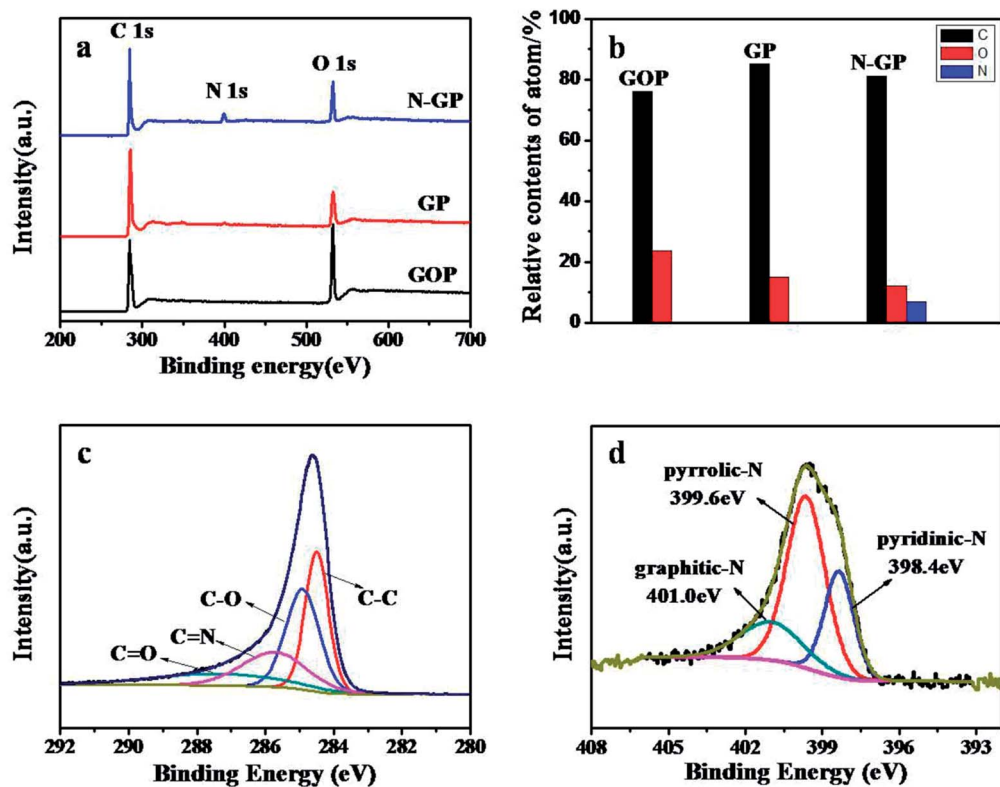 a
C 1s
N 1s
O 1s
N-GP
GP
GOP
Intensity(a.u.)
200 300 400 500 600 700
Binding energy(eV)
b
C
O
N
GOP
GP
N-GP
Relative contents of atom/%
100
80
60
40
20
0
c
C-C
C-O
C=N
C=O
Intensity(a.u.)
292 290 288 286 284 282 280
Binding Energy (eV)
d
pyrrolic-N
399.6eV
pyridinic-N
398.4eV
graphitic-N
401.0eV
Intensity(a.u.)
408 405 402 399 396 393
Binding Energy (eV)